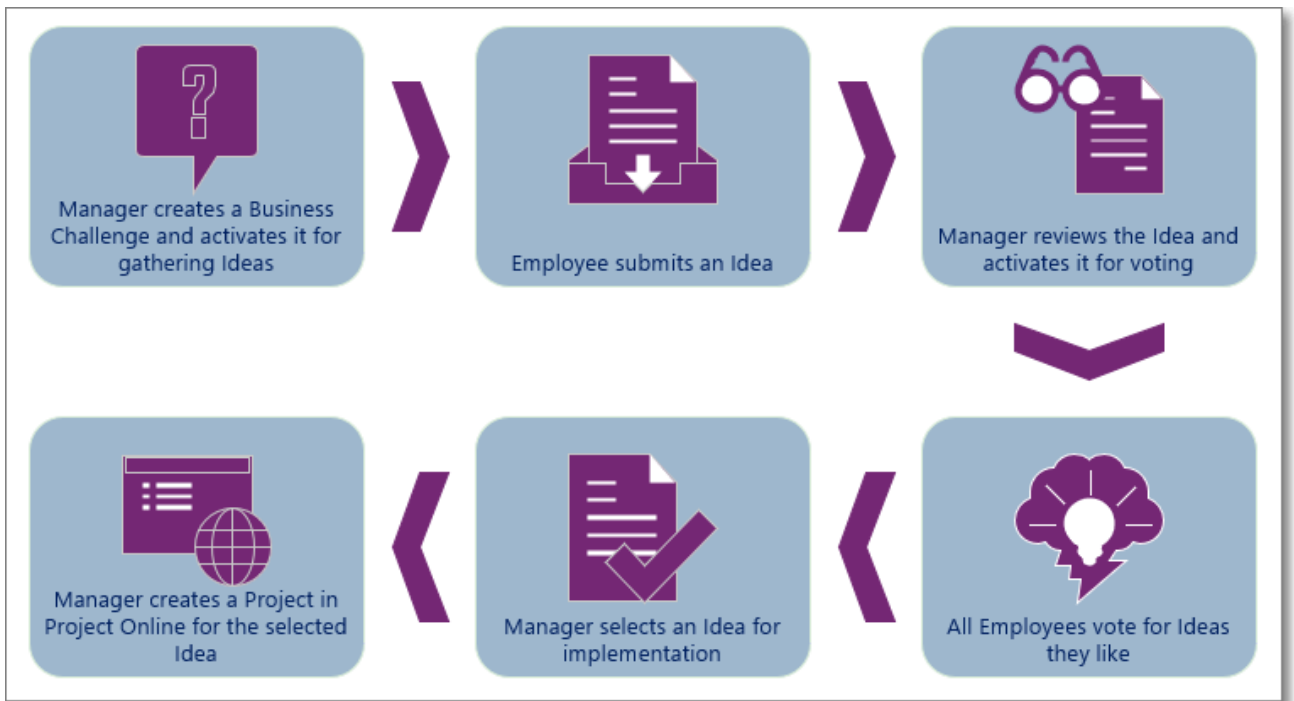 ?
Manager creates a Business
Challenge and activates it for
gathering Ideas
Employee submits an Idea
Manager reviews the Idea and
activates it for voting
All Employees vote for Ideas
they like
Manager selects an Idea for
implementation
Manager creates a Project in
Project Online for the selected
Idea